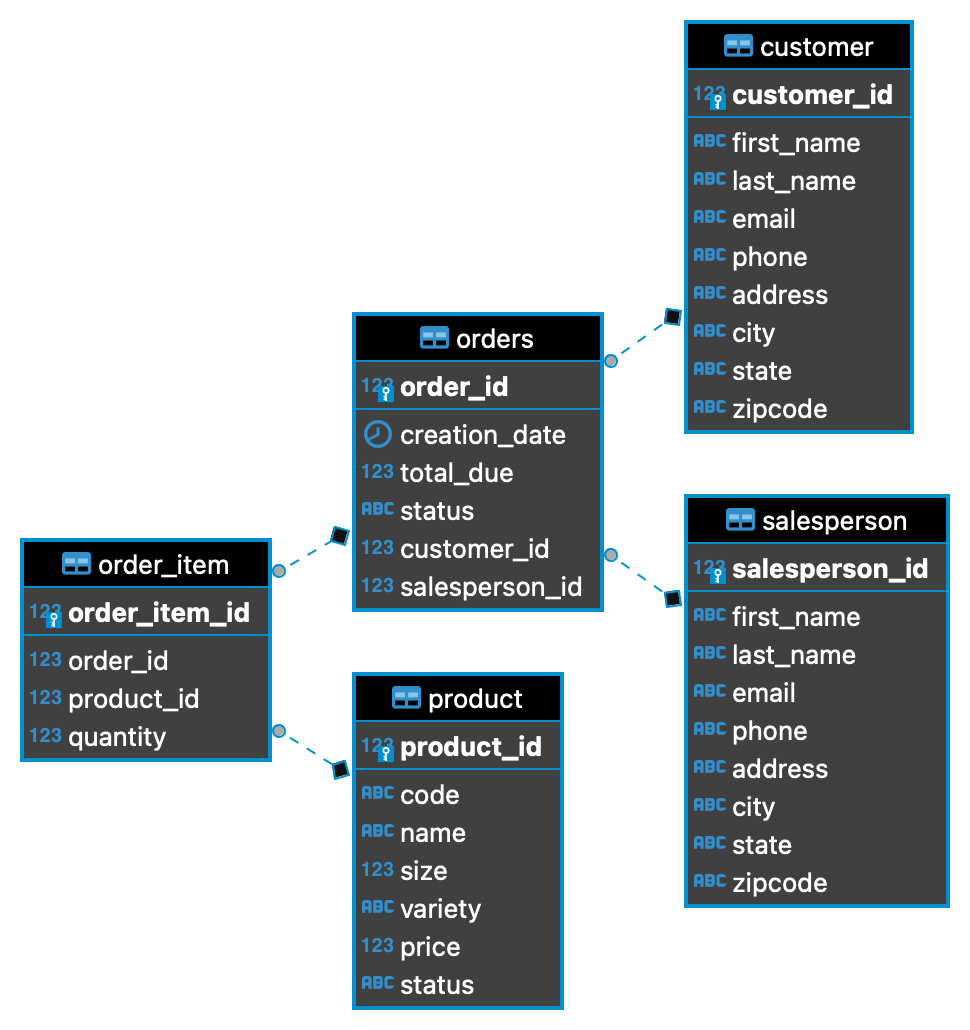 customer
123 customer_id
ABC first_name
ABC last_name
ABC email
ABC phone
ABC address
ABC city
ABC state
ABC zipcode
orders
123 order_id
creation_date
123 total_due
ABC status
123 customer_id
123 salesperson_id
salesperson
123 salesperson_id
ABC first_name
ABC last_name
ABC email
ABC phone
ABC address
ABC city
ABC state
ABC zipcode
order_item
123 order_item_id
123 order_id
123 product_id
123 quantity
product
123 product_id
ABC code
ABC name
123 size
ABC variety
123 price
ABC status